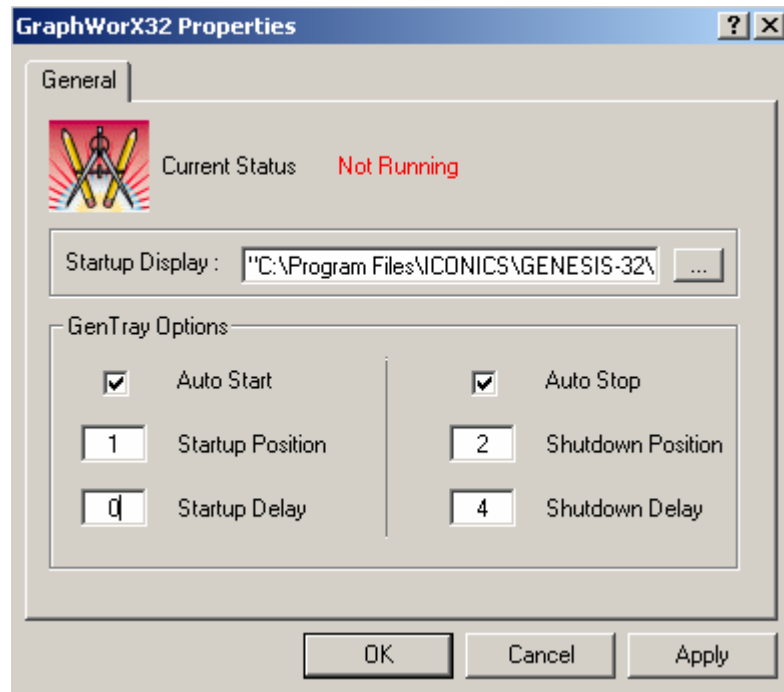 GraphWorX32 Properties
General
Current Status Not Running
Startup Display : "C:\Program Files\ICONICS\GENESIS-32\ ...
GenTray Options
Auto Start Auto Stop
1 Startup Position 2 Shutdown Position
0 Startup Delay 4 Shutdown Delay
OK Cancel Apply